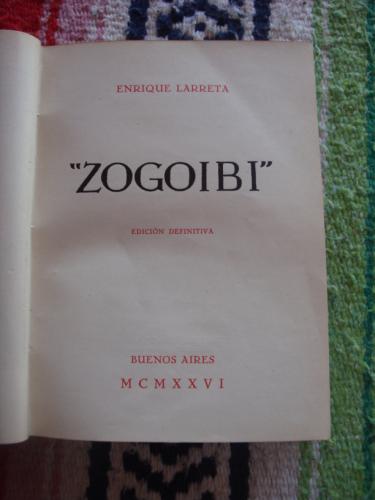 ENRIQUE LARRETA
"ZOGOIBI"
EDICIÓN DEFINITIVA
BUENOS AIRES
MCMXXVI